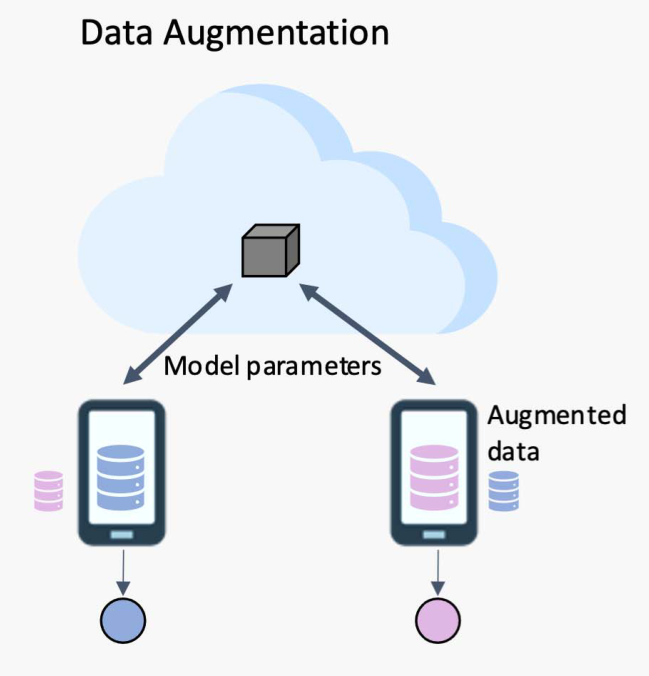 Data Augmentation
Model parameters
Augmented
data